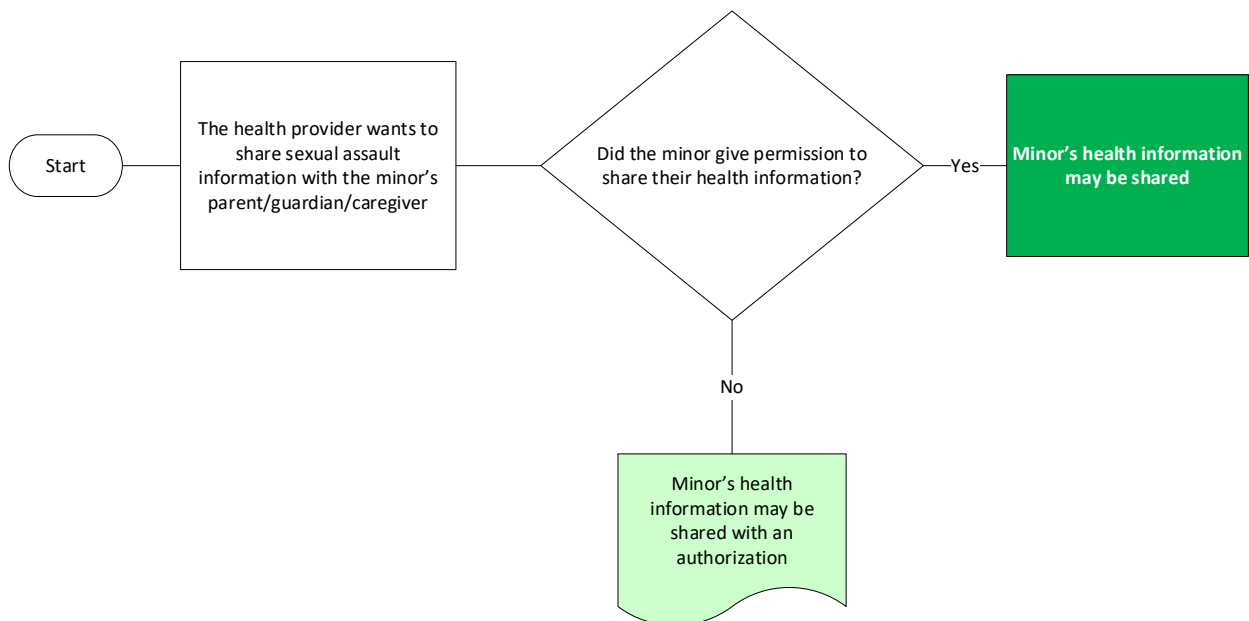 Start
The health provider wants to
share sexual assault
information with the minor’s
parent/guardian/caregiver
Did the minor give permission to
share their health information?
Yes
Minor’s health information
may be shared
No
Minor’s health
information may be
shared with an
authorization